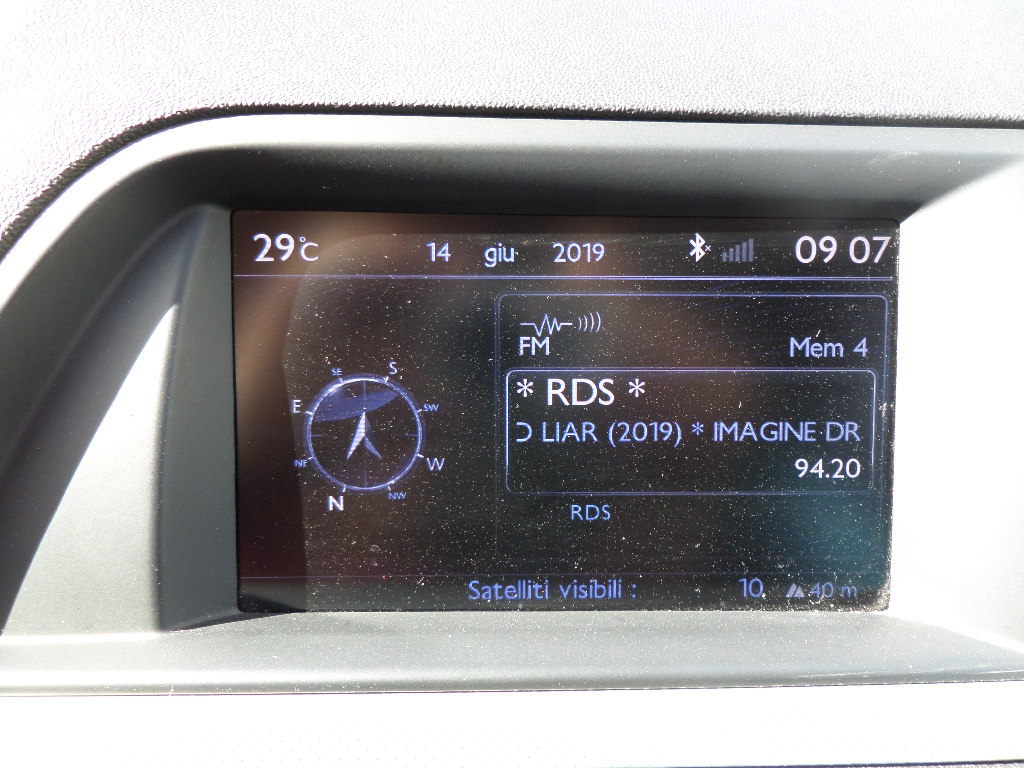 29°C 14 giu 2019 09 07
FM Mem 4
* RDS *
LIAR (2019) * IMAGINE DR
94.20
RDS
SE S
E SW
NE W
N NW
Satelliti visibili : 10 40 m